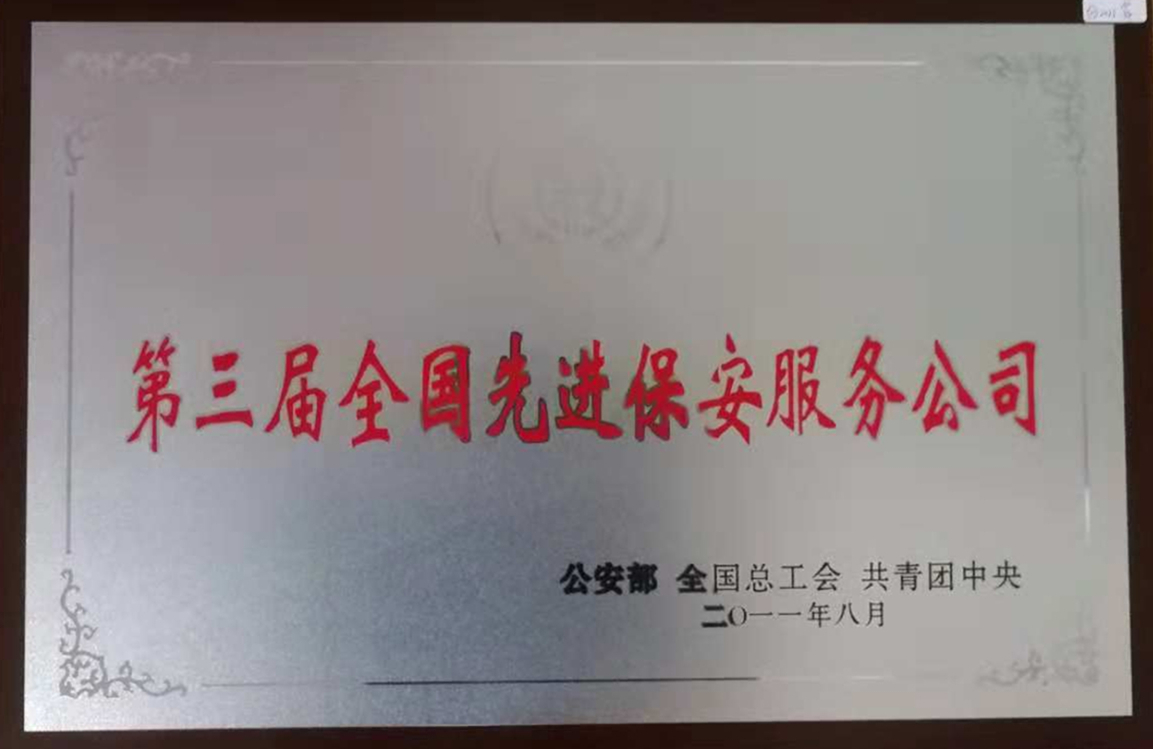 第三届全国先进保安服务公司
公安部 全国总工会 共青团中央
二〇一一年八月